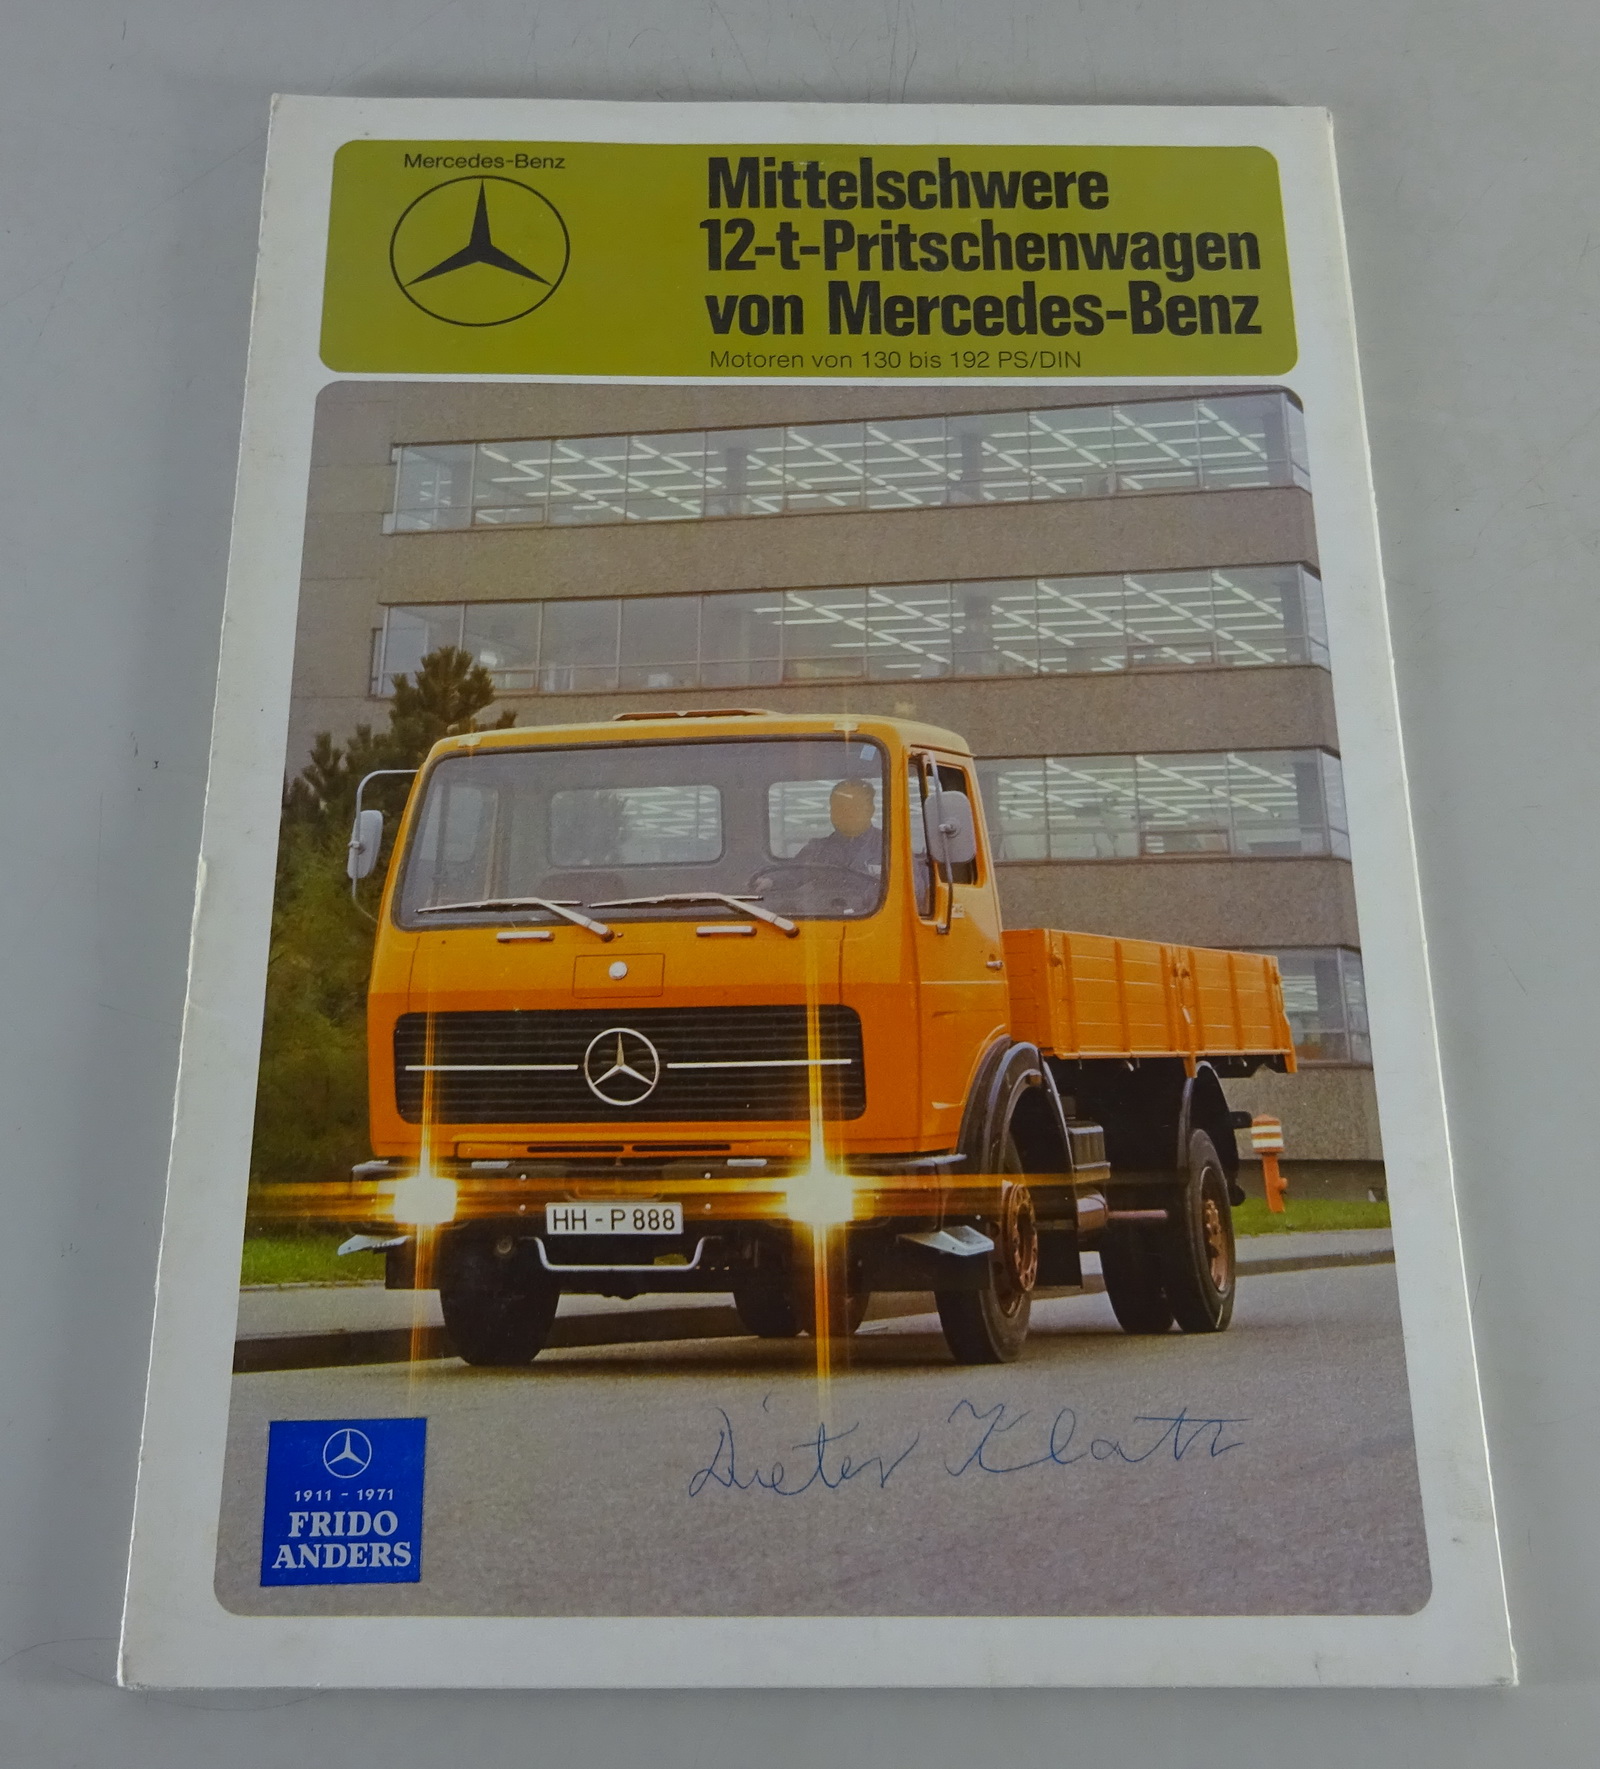 Mercedes-Benz
Mittelschwere
12-t-Pritschenwagen
von Mercedes-Benz
Motoren von 130 bis 192 PS/DIN
HH - P 888
Dieter
1911 - 1971
FRIDO
ANDERS